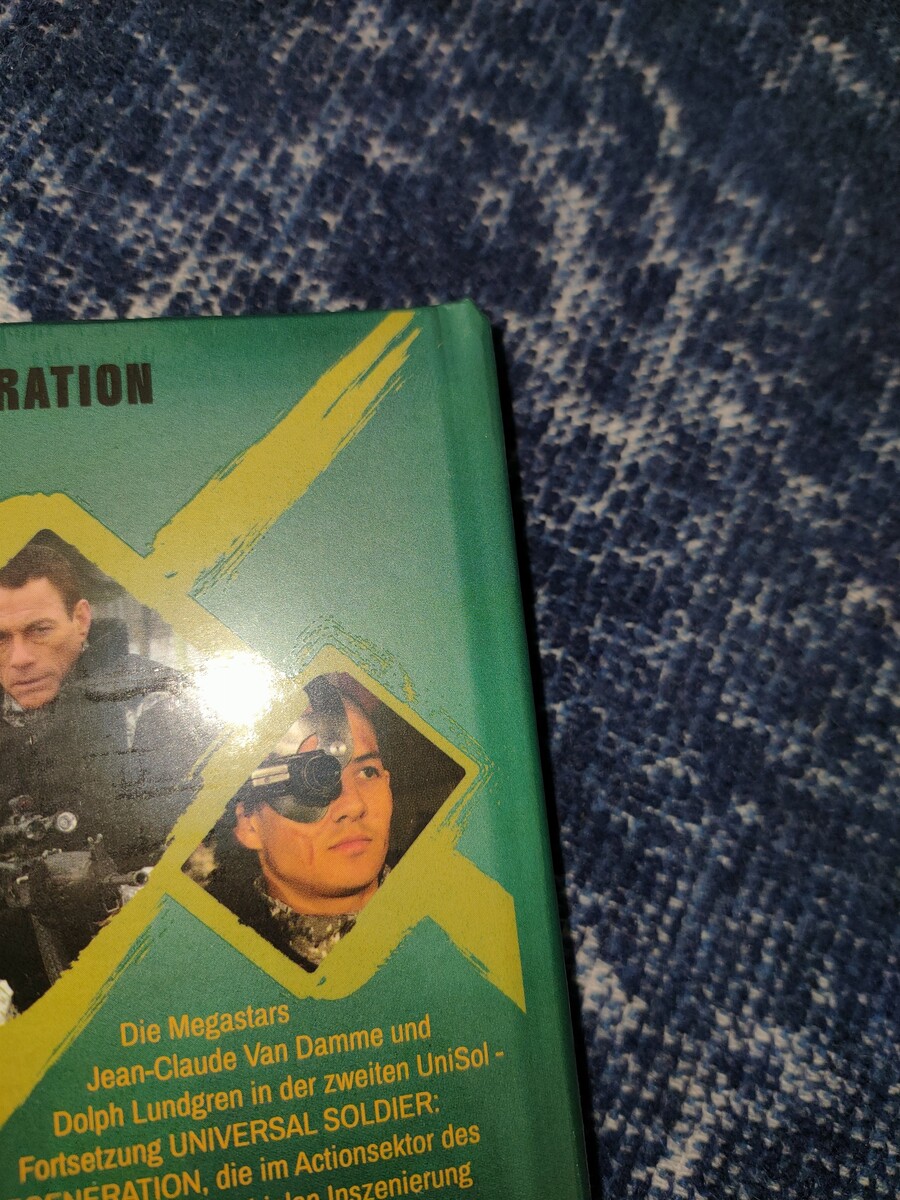 RATION
Die Megastars
Jean-Claude Van Damme und
Dolph Lundgren in der zweiten UniSol -
Fortsetzung UNIVERSAL SOLDIER:
GENERATION, die im Actionsektor des
len Inszenierung